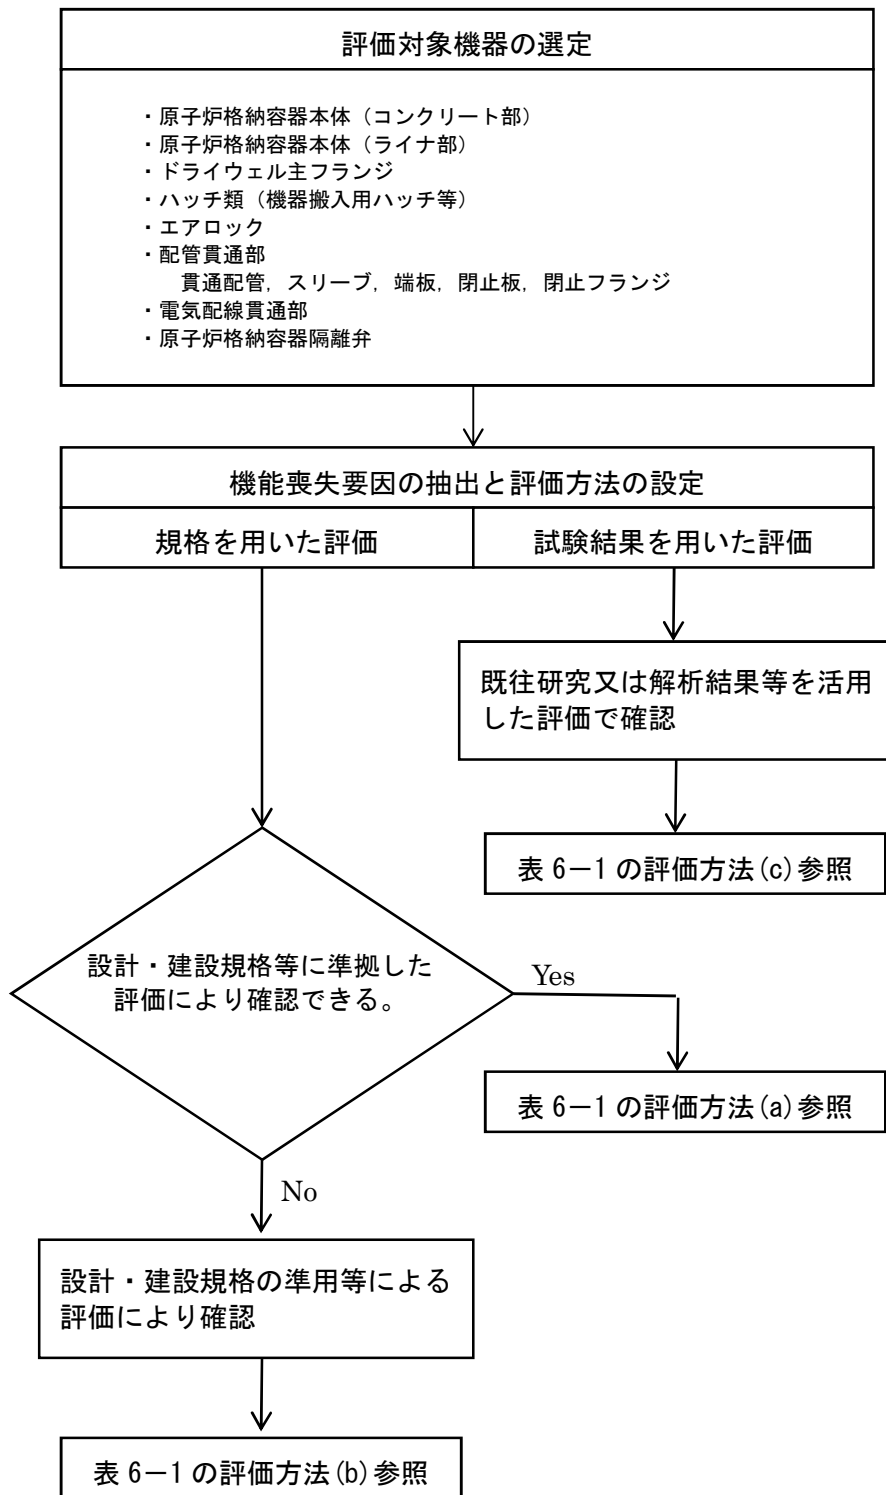 評価対象機器の選定
・原子炉格納容器本体（コンクリート部）
・原子炉格納容器本体（ライナ部）
・ドライウェル主フランジ
・ハッチ類（機器搬入用ハッチ等）
・エアロック
・配管貫通部
貫通配管，スリーブ，端板，閉止板，閉止フランジ
・電気配線貫通部
・原子炉格納容器隔離弁
機能喪失要因の抽出と評価方法の設定
規格を用いた評価
試験結果を用いた評価
既往研究又は解析結果等を活用
した評価で確認
表 6－1 の評価方法(c)参照
設計・建設規格等に準拠した
評価により確認できる。
Yes
表 6－1 の評価方法(a)参照
No
設計・建設規格の準用等による
評価により確認
表 6－1 の評価方法(b)参照